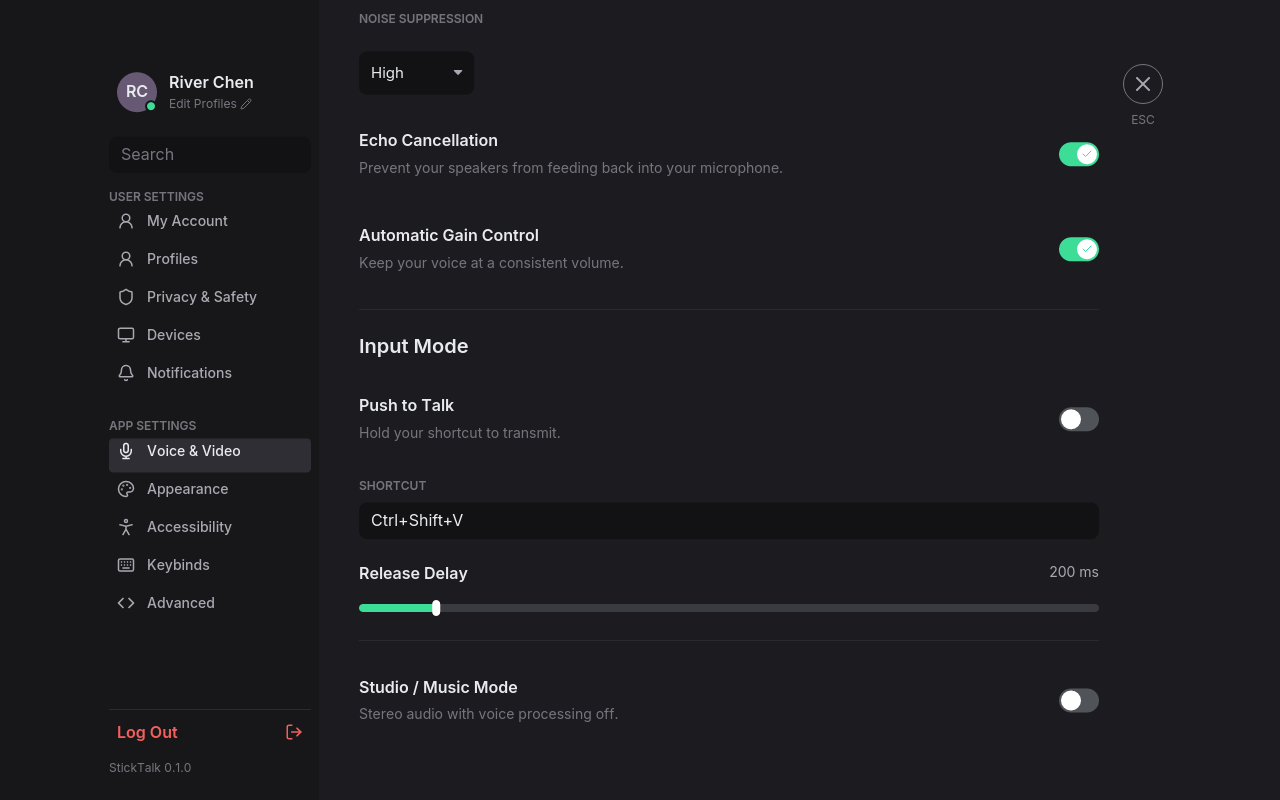 RC
River Chen
Edit Profiles
Search
USER SETTINGS
My Account
Profiles
Privacy & Safety
Devices
Notifications
APP SETTINGS
Voice & Video
Appearance
Accessibility
Keybinds
Advanced
Log Out
StickTalk 0.1.0
NOISE SUPPRESSION
High
Echo Cancellation
Prevent your speakers from feeding back into your microphone.
Automatic Gain Control
Keep your voice at a consistent volume.
Input Mode
Push to Talk
Hold your shortcut to transmit.
SHORTCUT
Ctrl+Shift+V
Release Delay
200 ms
Studio / Music Mode
Stereo audio with voice processing off.
ESC